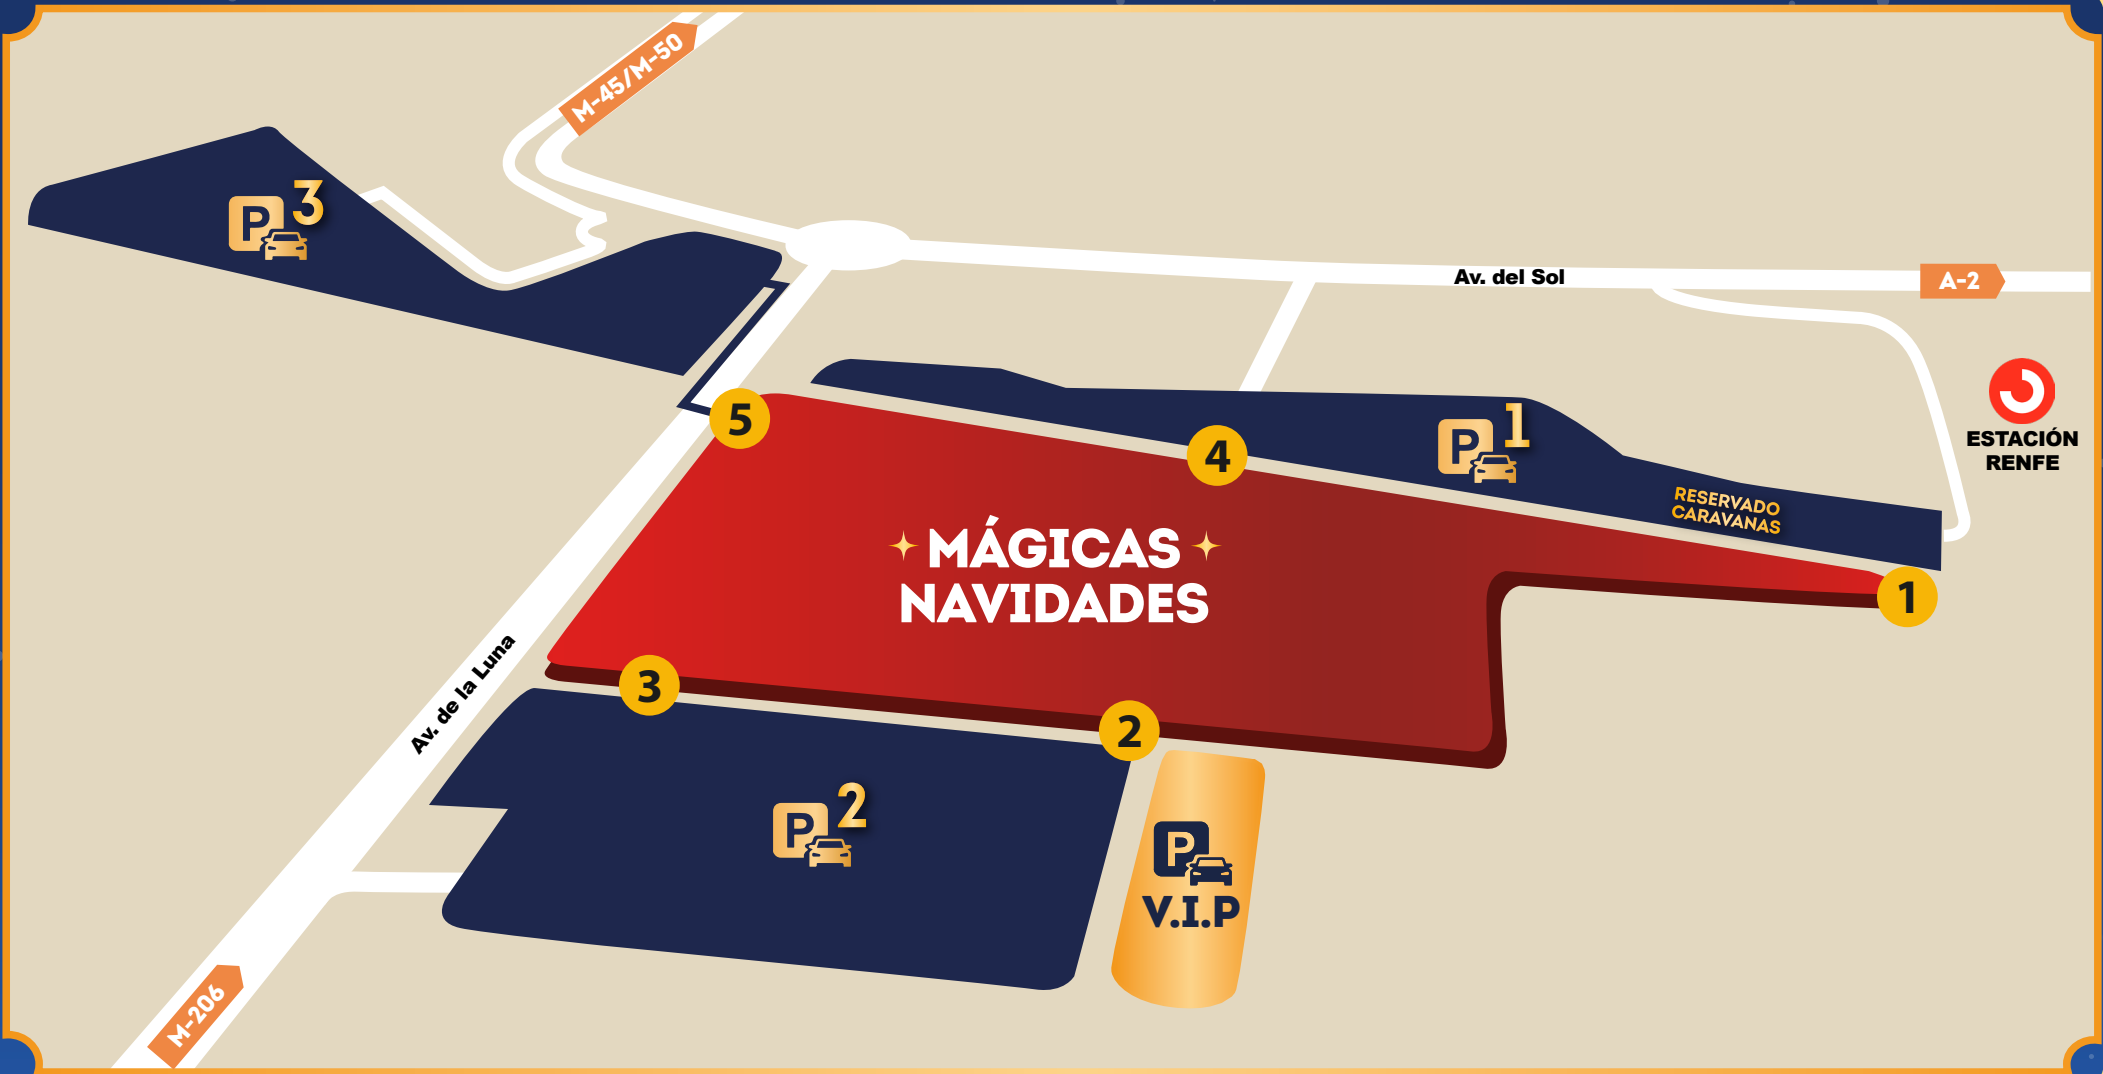 M-45/M-50
P 3
Av. del Sol
A-2
ESTACIÓN
RENFE
5
4
P 1
RESERVADO
CARAVANAS
MÁGICAS
NAVIDADES
1
Av. de la Luna
3
2
P 2
P
V.I.P
M-206